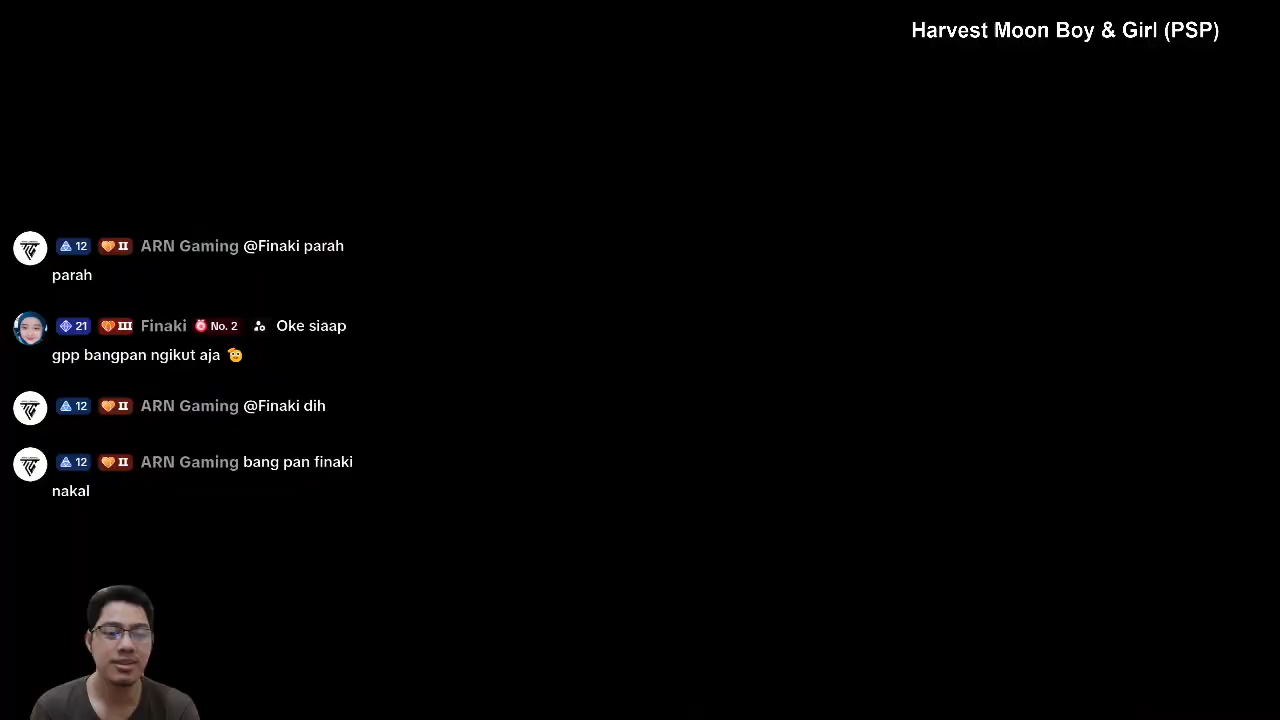 Harvest Moon Boy & Girl (PSP)
12 II ARN Gaming @Finaki parah
parah
21 III Finaki No. 2 Oke siaap
gpp bangpan ngikut aja 🫡
12 II ARN Gaming @Finaki dih
12 II ARN Gaming bang pan finaki
nakal